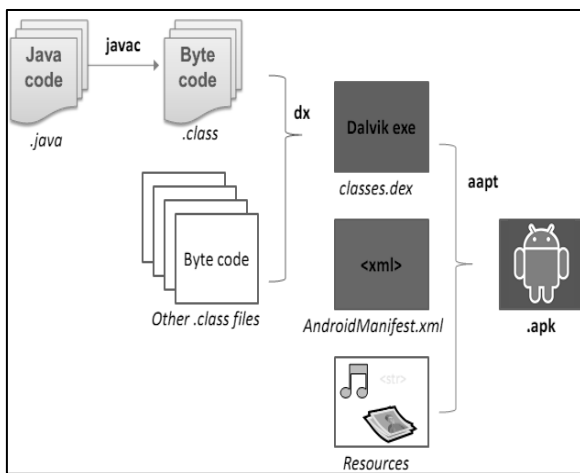 Java
code
.java
javac
Byte
code
.class
dx
Byte code
Other .class files
Dalvik exe
classes.dex
aapt
<xml>
AndroidManifest.xml
<str>
Resources
.apk